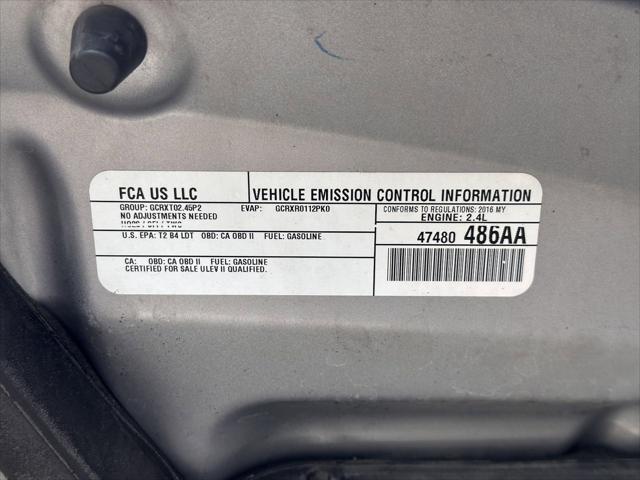 FCA US LLC
VEHICLE EMISSION CONTROL INFORMATION
GROUP: GCRXT02.45P2 EVAP: GCRXR0112PK0
CONFORMS TO REGULATIONS: 2016 MY
NO ADJUSTMENTS NEEDED
ENGINE: 2.4L
U.S. EPA: T2 B4 LDT OBD: CA OBD II FUEL: GASOLINE
47480 486AA
CA: OBD: CA OBD II FUEL: GASOLINE
CERTIFIED FOR SALE ULEV II QUALIFIED.